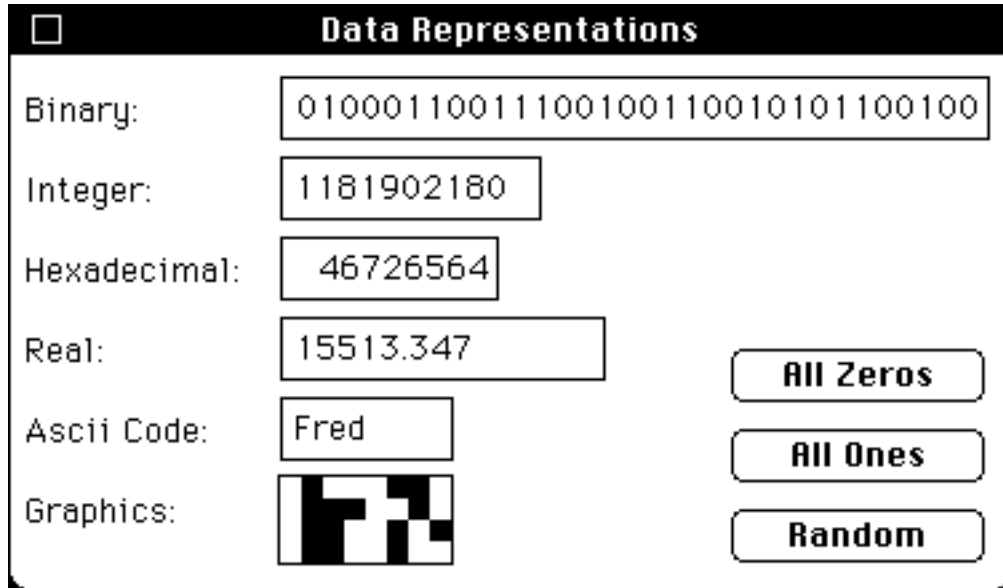 Data Representations
Binary: 01000110011100100110010101100100
Integer: 1181902180
Hexadecimal: 46726564
Real: 15513.347
All Zeros
Ascii Code: Fred
All Ones
Graphics:
Random